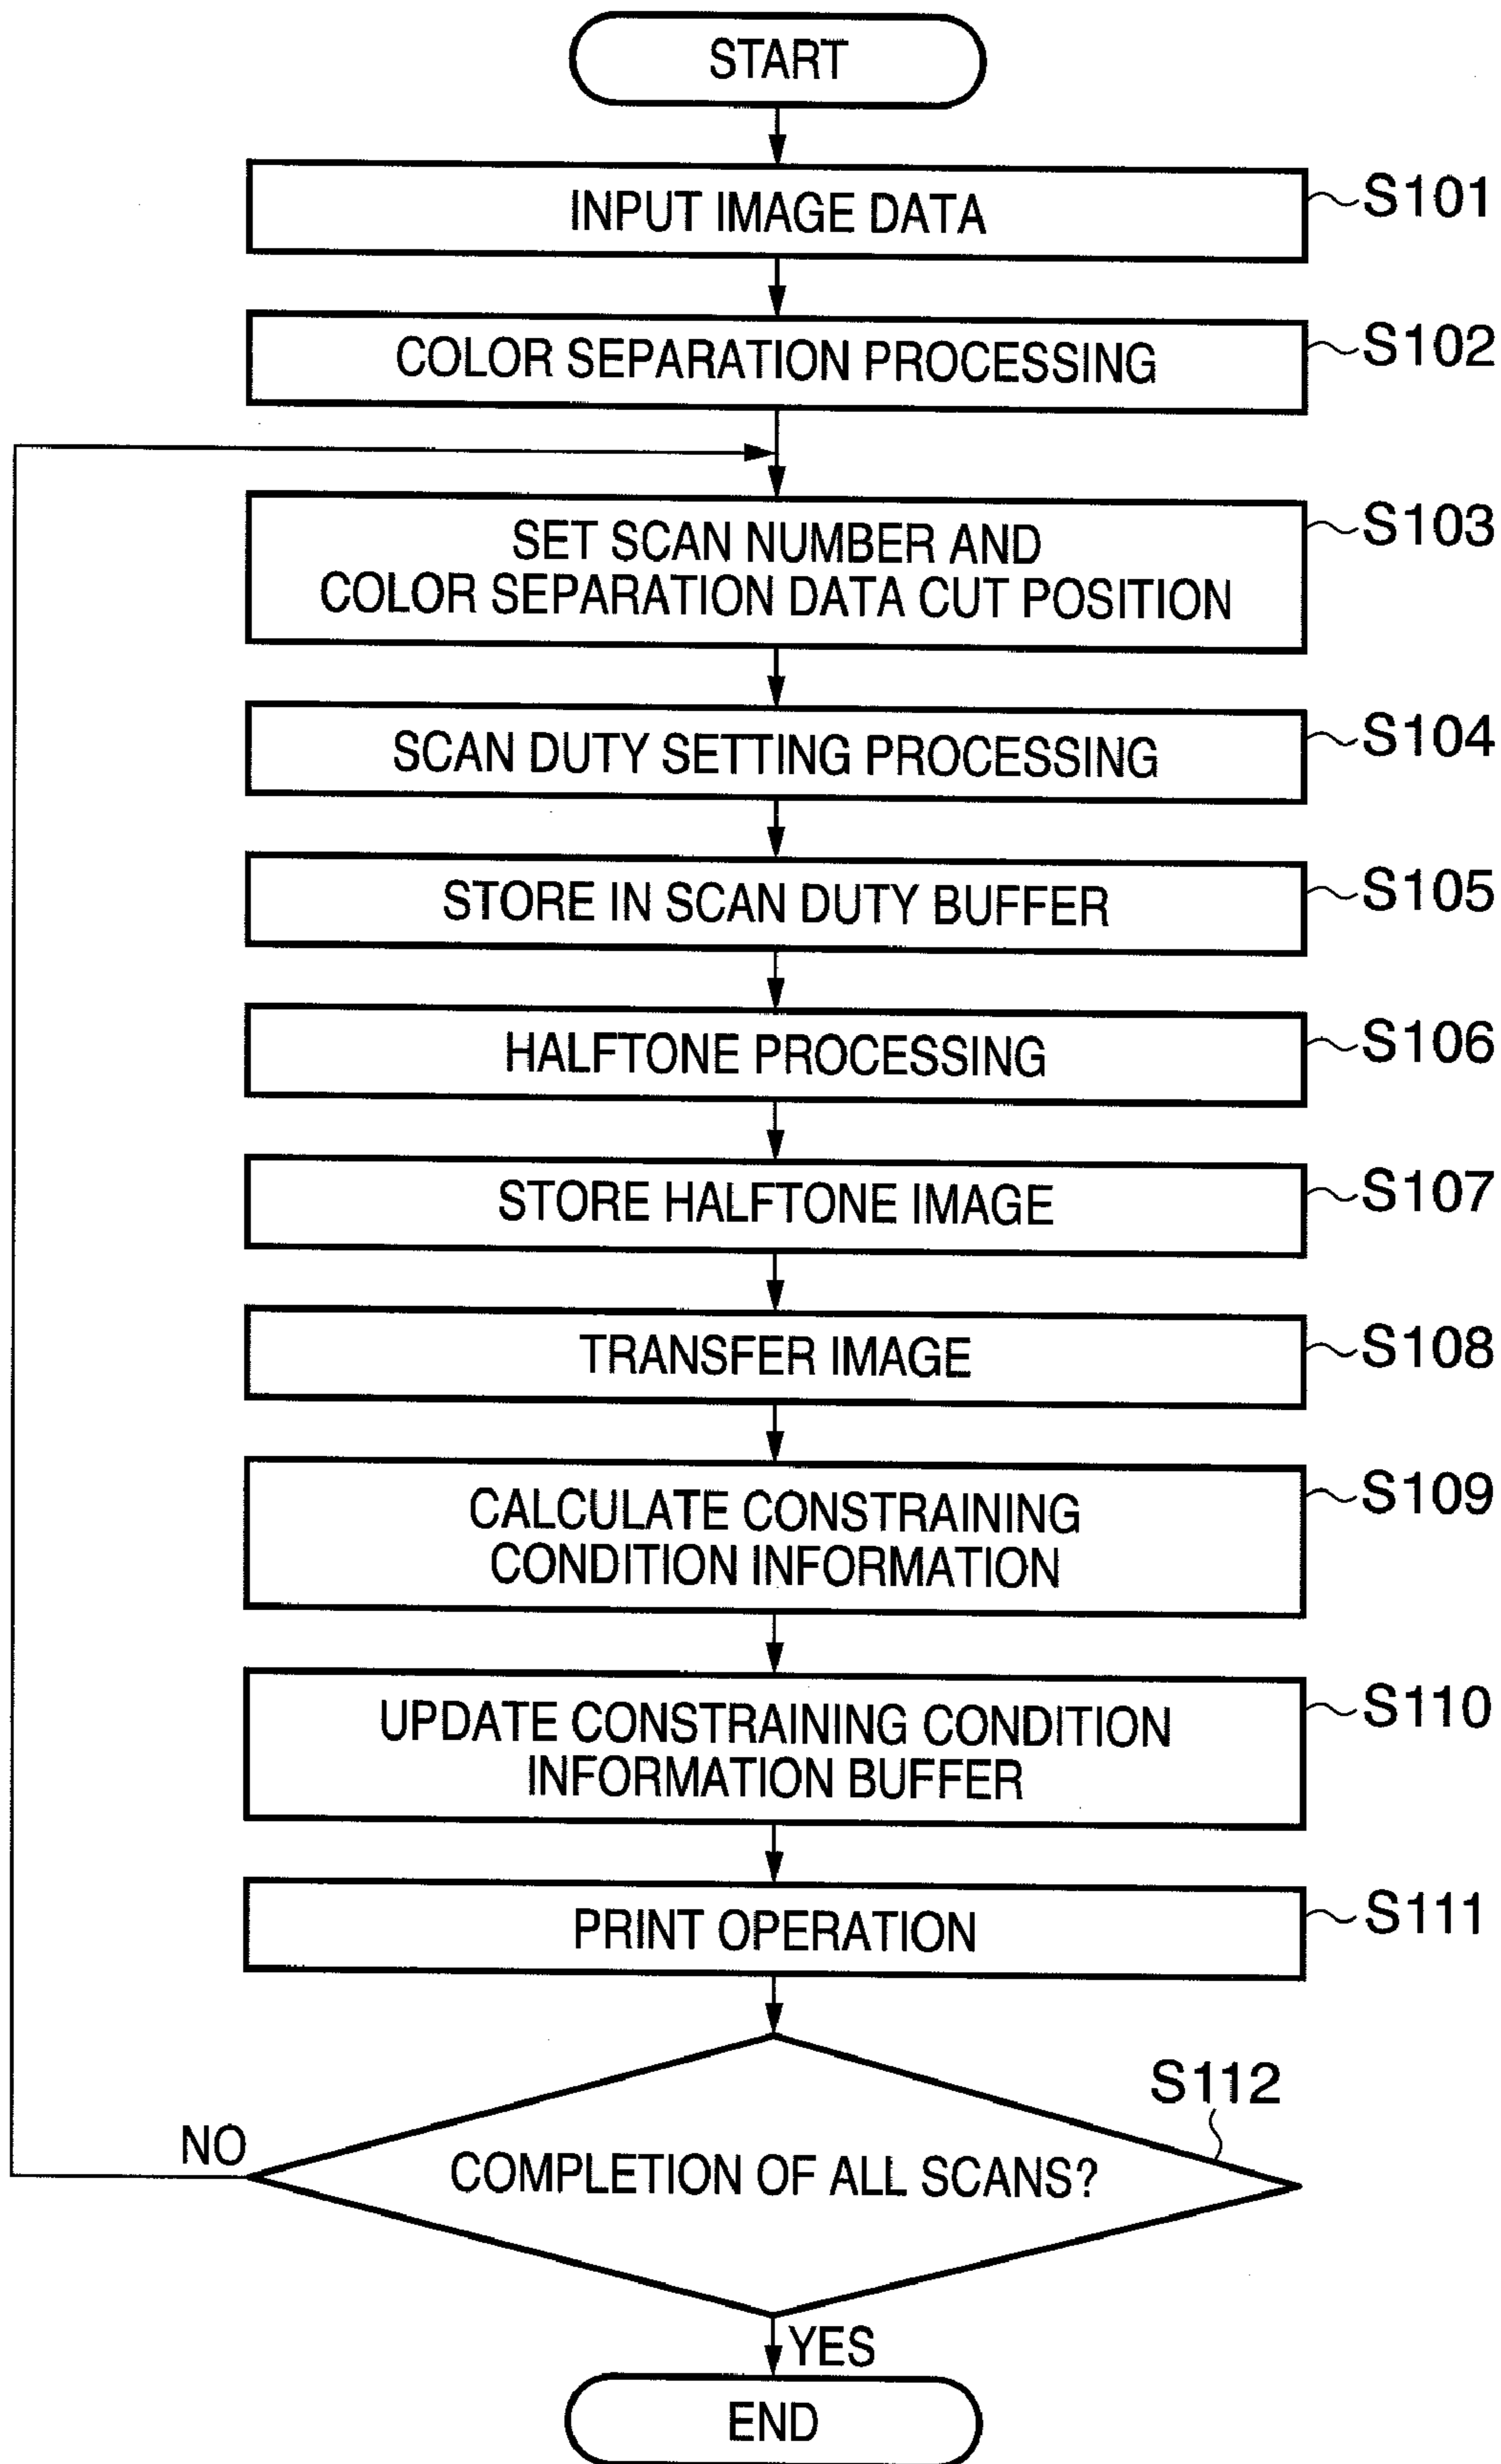 START
INPUT IMAGE DATA
S101
COLOR SEPARATION PROCESSING
S102
SET SCAN NUMBER AND
COLOR SEPARATION DATA CUT POSITION
S103
SCAN DUTY SETTING PROCESSING
S104
STORE IN SCAN DUTY BUFFER
S105
HALFTONE PROCESSING
S106
STORE HALFTONE IMAGE
S107
TRANSFER IMAGE
S108
CALCULATE CONSTRAINING
CONDITION INFORMATION
S109
UPDATE CONSTRAINING CONDITION
INFORMATION BUFFER
S110
PRINT OPERATION
S111
S112
NO
COMPLETION OF ALL SCANS?
YES
END